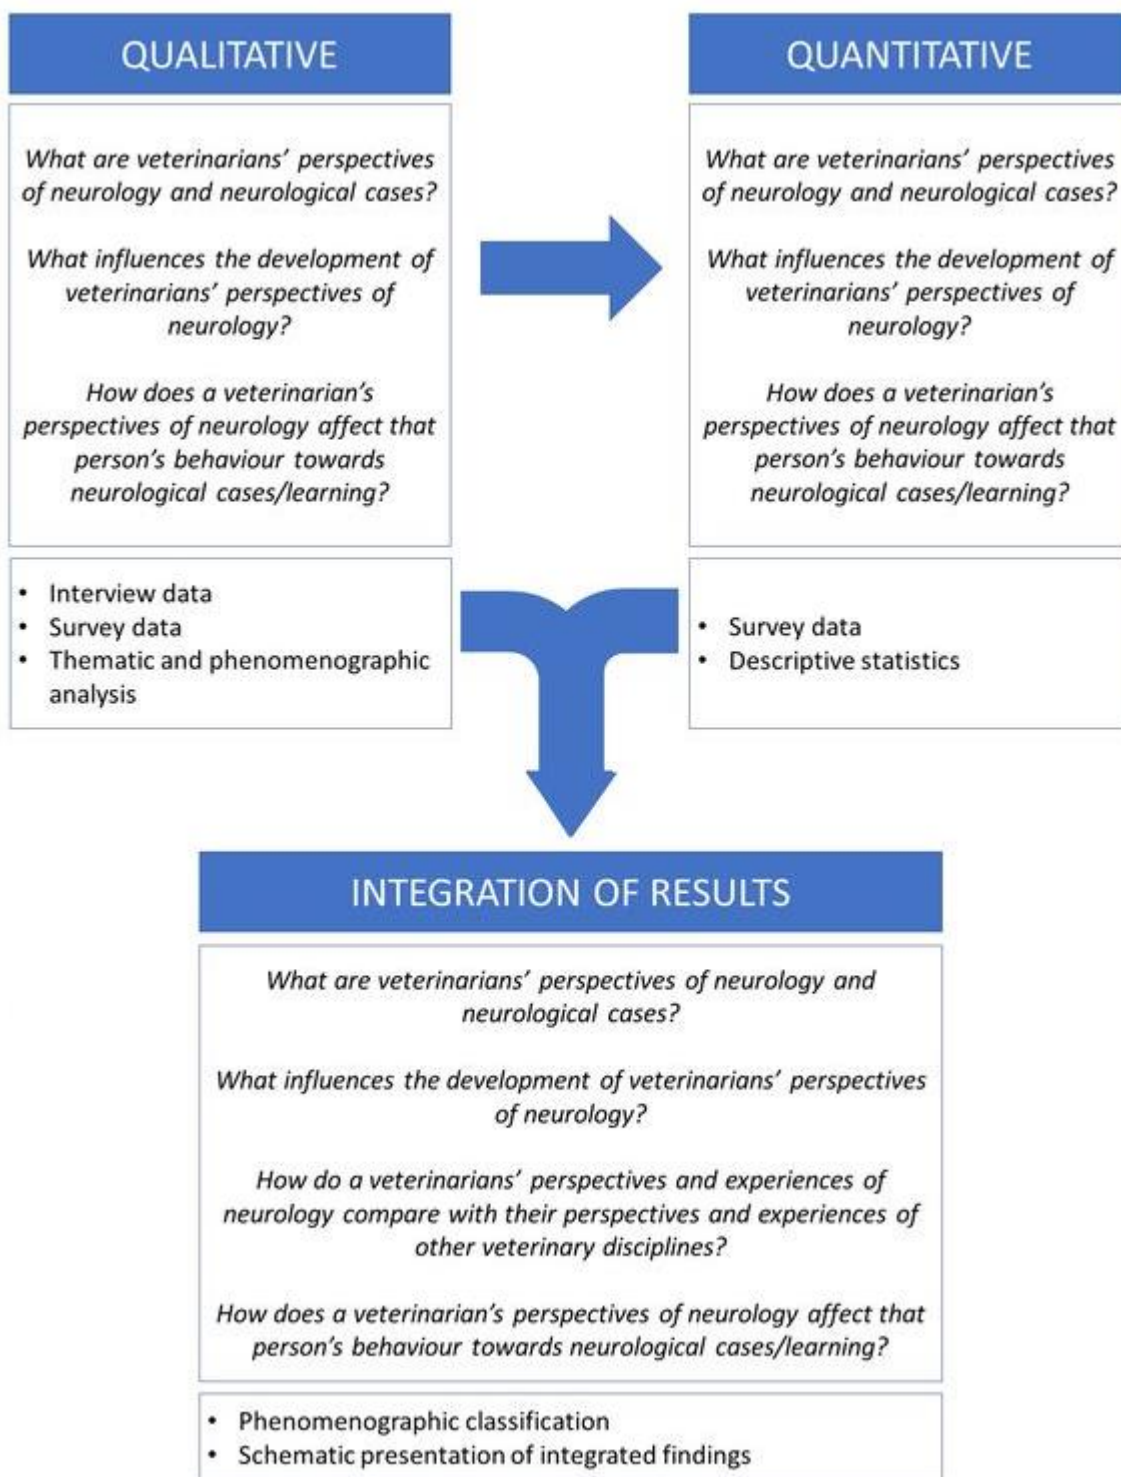 QUALITATIVE
What are veterinarians’ perspectives
of neurology and neurological cases?
What influences the development of
veterinarians’ perspectives of
neurology?
How does a veterinarian’s
perspectives of neurology affect that
person’s behaviour towards
neurological cases/learning?
• Interview data
• Survey data
• Thematic and phenomenographic
analysis
QUANTITATIVE
What are veterinarians’ perspectives
of neurology and neurological cases?
What influences the development of
veterinarians’ perspectives of
neurology?
How does a veterinarian’s
perspectives of neurology affect that
person’s behaviour towards
neurological cases/learning?
• Survey data
• Descriptive statistics
INTEGRATION OF RESULTS
What are veterinarians’ perspectives of neurology and
neurological cases?
What influences the development of veterinarians’ perspectives
of neurology?
How do a veterinarians’ perspectives and experiences of
neurology compare with their perspectives and experiences of
other veterinary disciplines?
How does a veterinarian’s perspectives of neurology affect that
person’s behaviour towards neurological cases/learning?
• Phenomenographic classification
• Schematic presentation of integrated findings